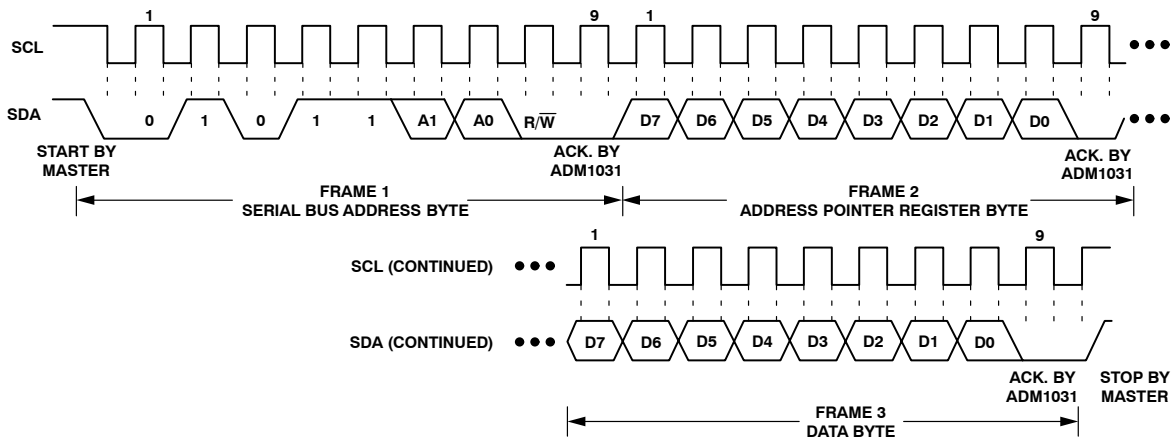 1 9 1 9
SCL
SDA 0 1 0 1 1 A1 A0 R/W̅ D7 D6 D5 D4 D3 D2 D1 D0
START BY MASTER
ACK. BY ADM1031
ACK. BY ADM1031
FRAME 1
SERIAL BUS ADDRESS BYTE
FRAME 2
ADDRESS POINTER REGISTER BYTE
1 9
SCL (CONTINUED)
SDA (CONTINUED) D7 D6 D5 D4 D3 D2 D1 D0
ACK. BY ADM1031
STOP BY MASTER
FRAME 3
DATA BYTE